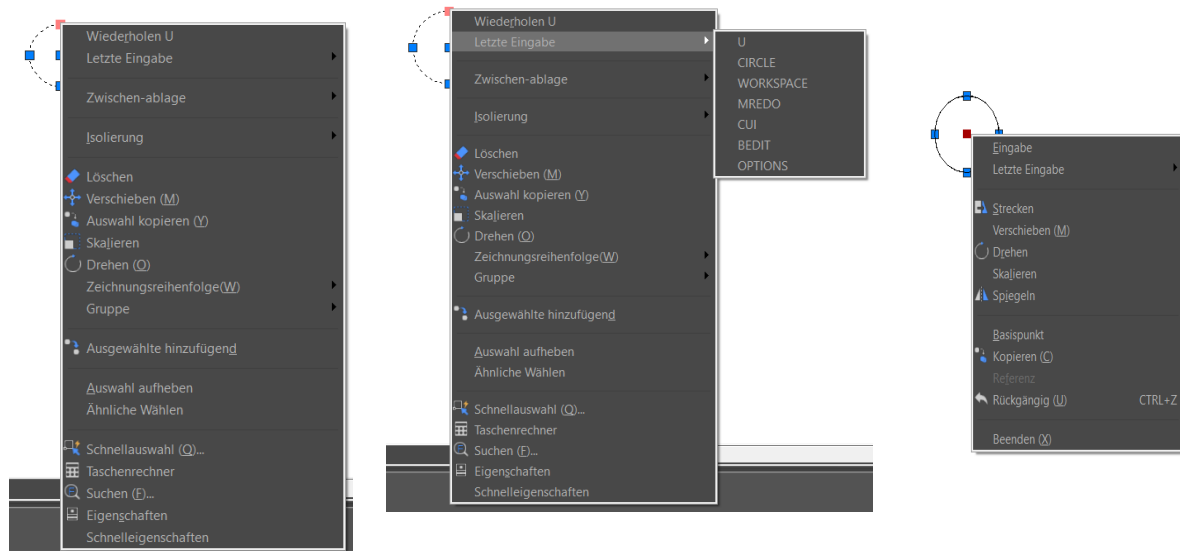 Wiederholen U
Letzte Eingabe
Zwischen-ablage
Isolierung
Löschen
Verschieben (M)
Auswahl kopieren (Y)
Skalieren
Drehen (O)
Zeichnungsreihenfolge(W)
Gruppe
Ausgewählte hinzufügend
Auswahl aufheben
Ähnliche Wählen
Schnellauswahl (Q)...
Taschenrechner
Suchen (F)...
Eigenschaften
Schnelleigenschaften
Wiederholen U
Letzte Eingabe
Zwischen-ablage
Isolierung
Löschen
Verschieben (M)
Auswahl kopieren (Y)
Skalieren
Drehen (O)
Zeichnungsreihenfolge(W)
Gruppe
Ausgewählte hinzufügend
Auswahl aufheben
Ähnliche Wählen
Schnellauswahl (Q)...
Taschenrechner
Suchen (F)...
Eigenschaften
Schnelleigenschaften
U
CIRCLE
WORKSPACE
MREDO
CUI
BEDIT
OPTIONS
Eingabe
Letzte Eingabe
Strecken
Verschieben (M)
Drehen
Skalieren
Spiegeln
Basispunkt
Kopieren (C)
Referenz
Rückgängig (U) CTRL+Z
Beenden (X)